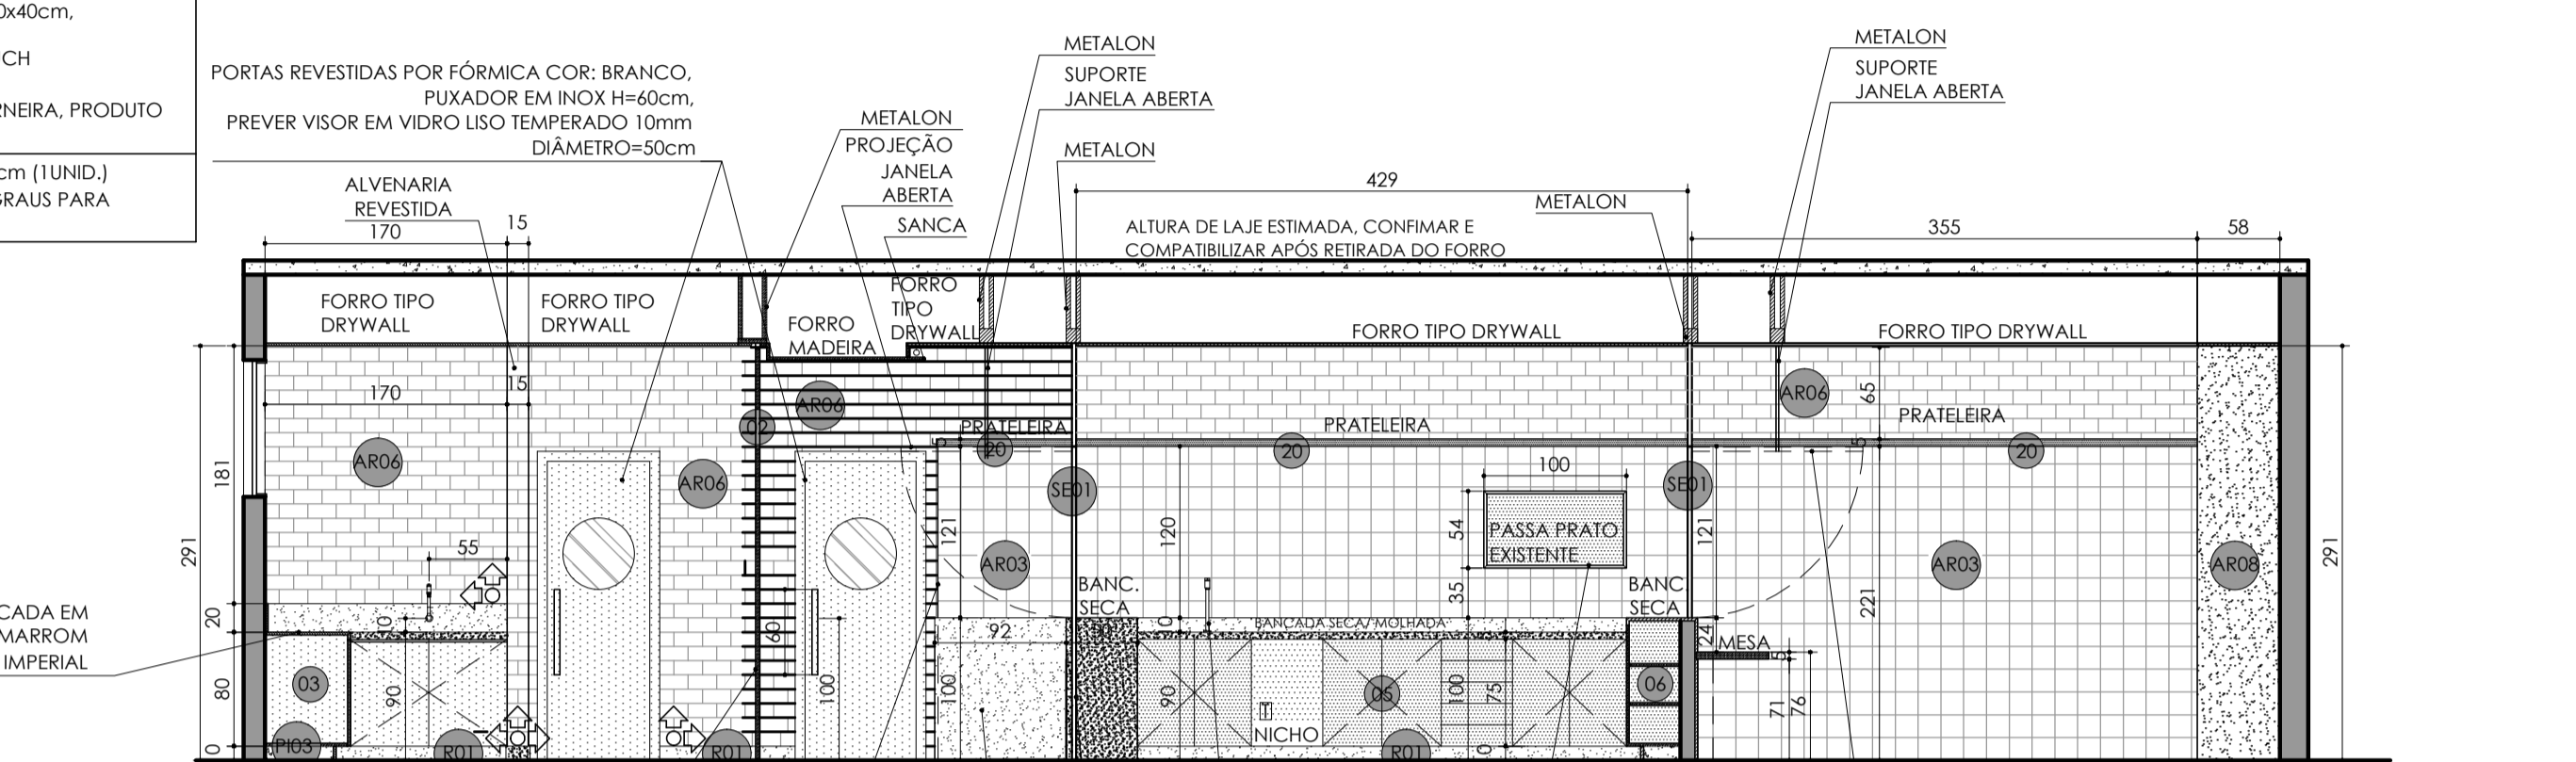 0x40cm,
CH
RNEIRA, PRODUTO
cm (1UNID.)
GRAUS PARA
PORTAS REVESTIDAS POR FÓRMICA COR: BRANCO,
PUXADOR EM INOX H=60cm,
PREVER VISOR EM VIDRO LISO TEMPERADO 10mm
DIÂMETRO=50cm
ALVENARIA
REVESTIDA
METALON
PROJEÇÃO
JANELA
ABERTA
SANCA
METALON
SUPORTE
JANELA ABERTA
METALON
METALON
METALON
SUPORTE
JANELA ABERTA
170
15
429
355
58
ALTURA DE LAJE ESTIMADA, CONFIMAR E
COMPATIBILIZAR APÓS RETIRADA DO FORRO
FORRO TIPO
DRYWALL
FORRO TIPO
DRYWALL
FORRO
MADEIRA
FORRO
TIPO
DRYWALL
FORRO TIPO DRYWALL
FORRO TIPO DRYWALL
170
15
AR06
AR06
02
AR06
PRATELEIRA
20
PRATELEIRA
20
AR06
65
PRATELEIRA
5
20
291
181
20
80
0
55
SE01
121
AR03
120
100
54
35
PASSA PRATO
EXISTENTE
SE01
121
AR03
AR08
221
291
CADA EM
MARROM
IMPERIAL
BANC.
SECA
BANCADA SECA/ MOLHADA
BANC
SECA
24
MESA
5
71
76
03
PI03
90
R01
R01
60
100
92
100
90
NICHO
05
100
75
R01
06